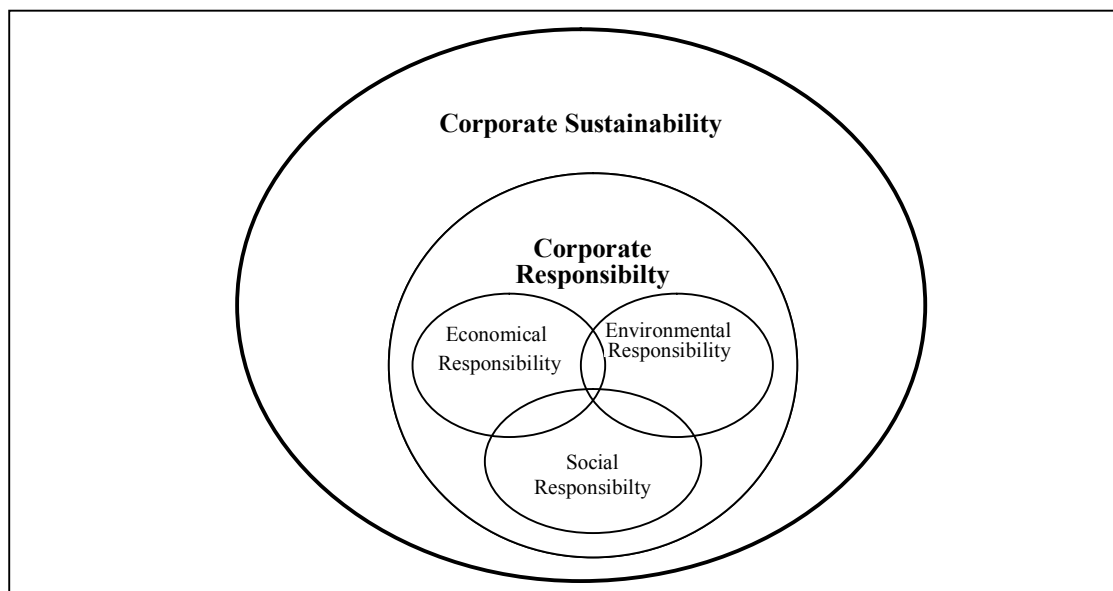 Corporate Sustainability
Corporate
Responsibilty
Economical
Responsibility
Environmental
Responsibility
Social
Responsibilty